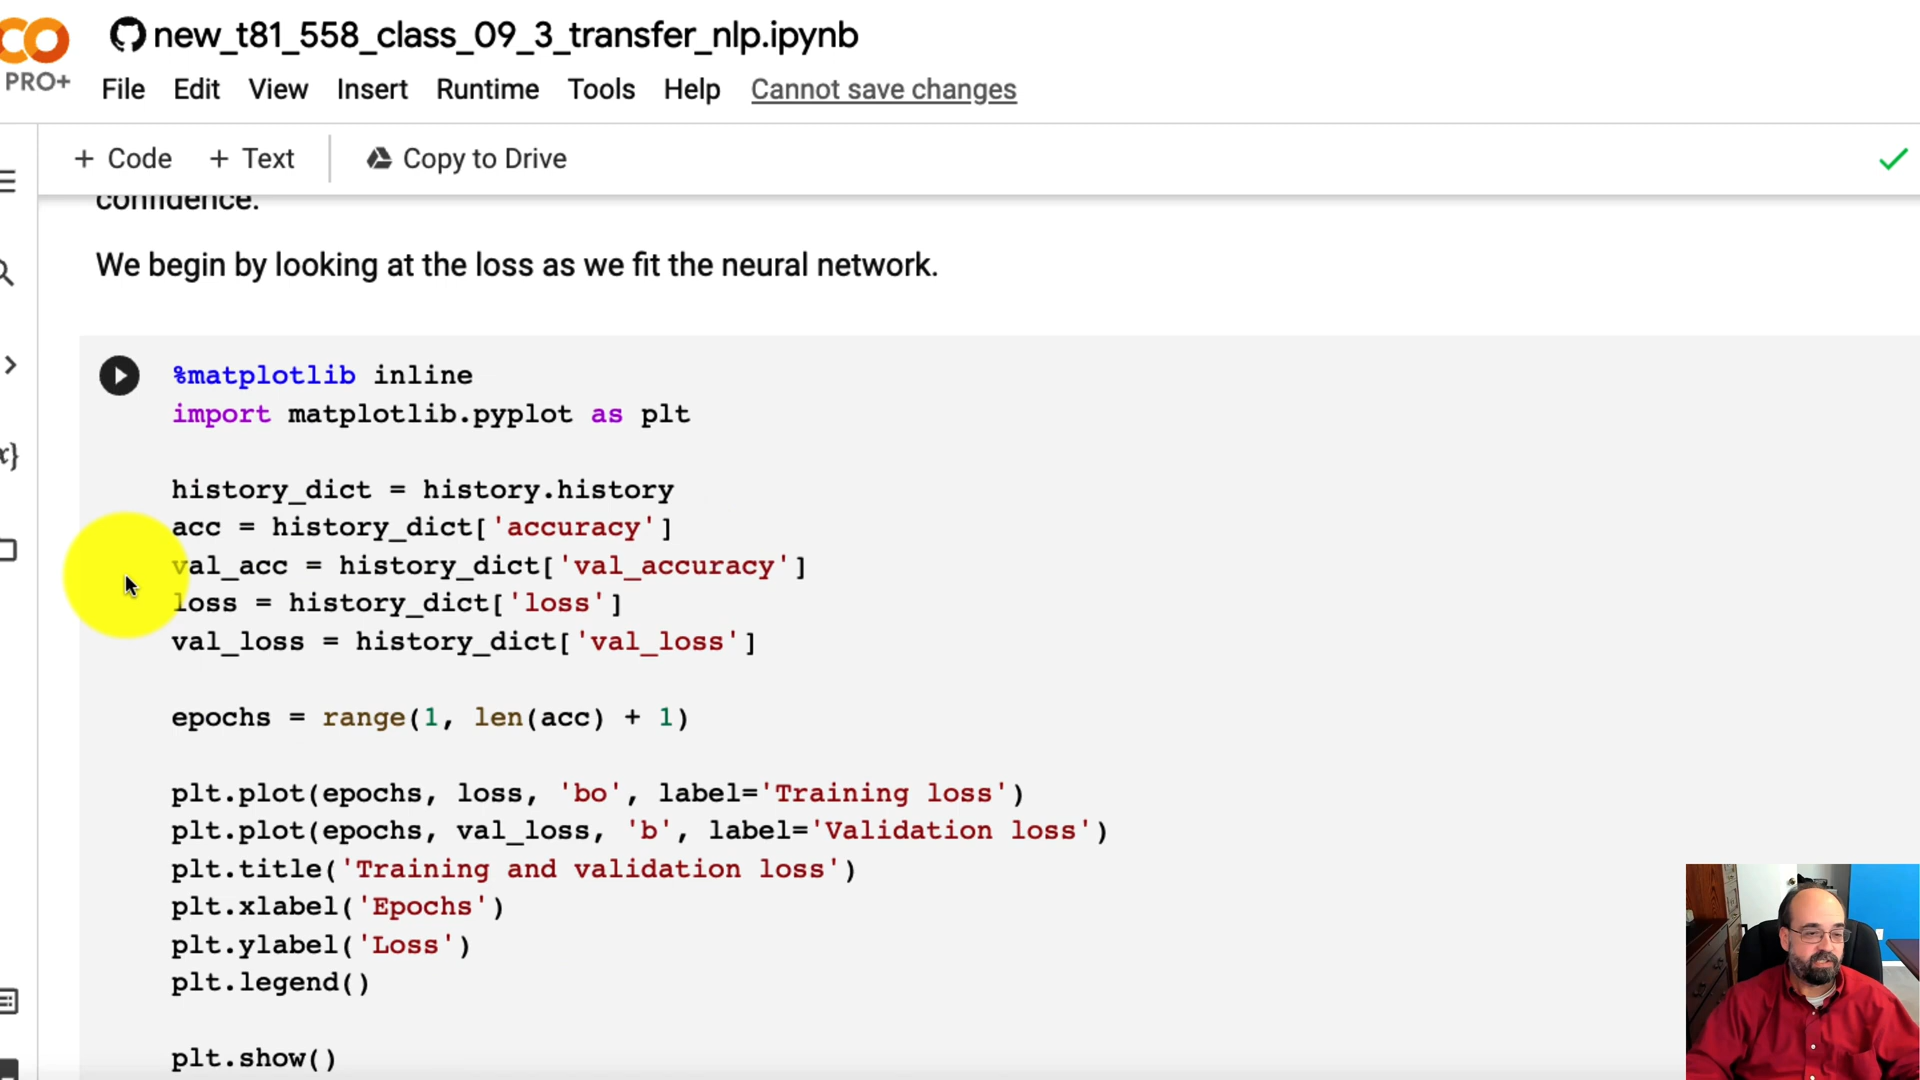 new_t81_558_class_09_3_transfer_nlp.ipynb
PRO+
File Edit View Insert Runtime Tools Help Cannot save changes
+ Code + Text Copy to Drive
confidence.
We begin by looking at the loss as we fit the neural network.
%matplotlib inline
import matplotlib.pyplot as plt
history_dict = history.history
acc = history_dict['accuracy']
val_acc = history_dict['val_accuracy']
loss = history_dict['loss']
val_loss = history_dict['val_loss']
epochs = range(1, len(acc) + 1)
plt.plot(epochs, loss, 'bo', label='Training loss')
plt.plot(epochs, val_loss, 'b', label='Validation loss')
plt.title('Training and validation loss')
plt.xlabel('Epochs')
plt.ylabel('Loss')
plt.legend()
plt.show()